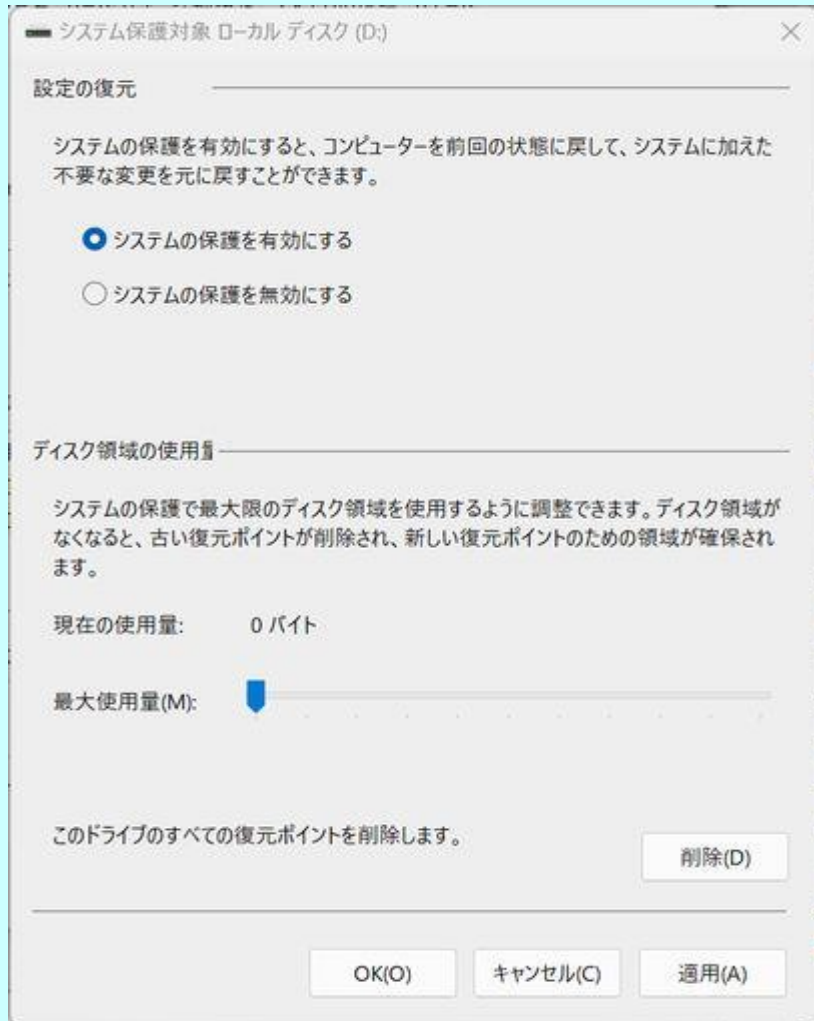 システム保護対象 ローカル ディスク (D:)
設定の復元
システムの保護を有効にすると、コンピューターを前回の状態に戻して、システムに加えた
不要な変更を元に戻すことができます。
システムの保護を有効にする
システムの保護を無効にする
ディスク領域の使用量
システムの保護で最大限のディスク領域を使用するように調整できます。ディスク領域が
なくなると、古い復元ポイントが削除され、新しい復元ポイントのための領域が確保され
ます。
現在の使用量: 0 バイト
最大使用量(M):
このドライブのすべての復元ポイントを削除します。
削除(D)
OK(O) キャンセル(C) 適用(A)